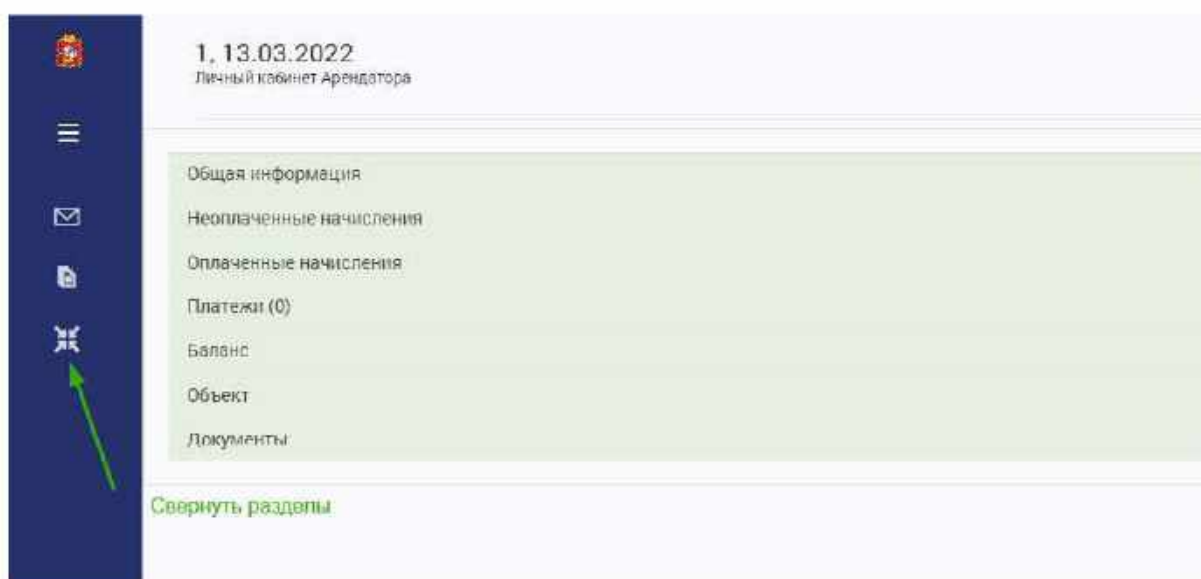 1, 13.03.2022
Личный кабинет Арендатора
Общая информация
Неоплаченные начисления
Оплаченные начисления
Платежи (0)
Баланс
Объект
Документы
Свернуть разделы